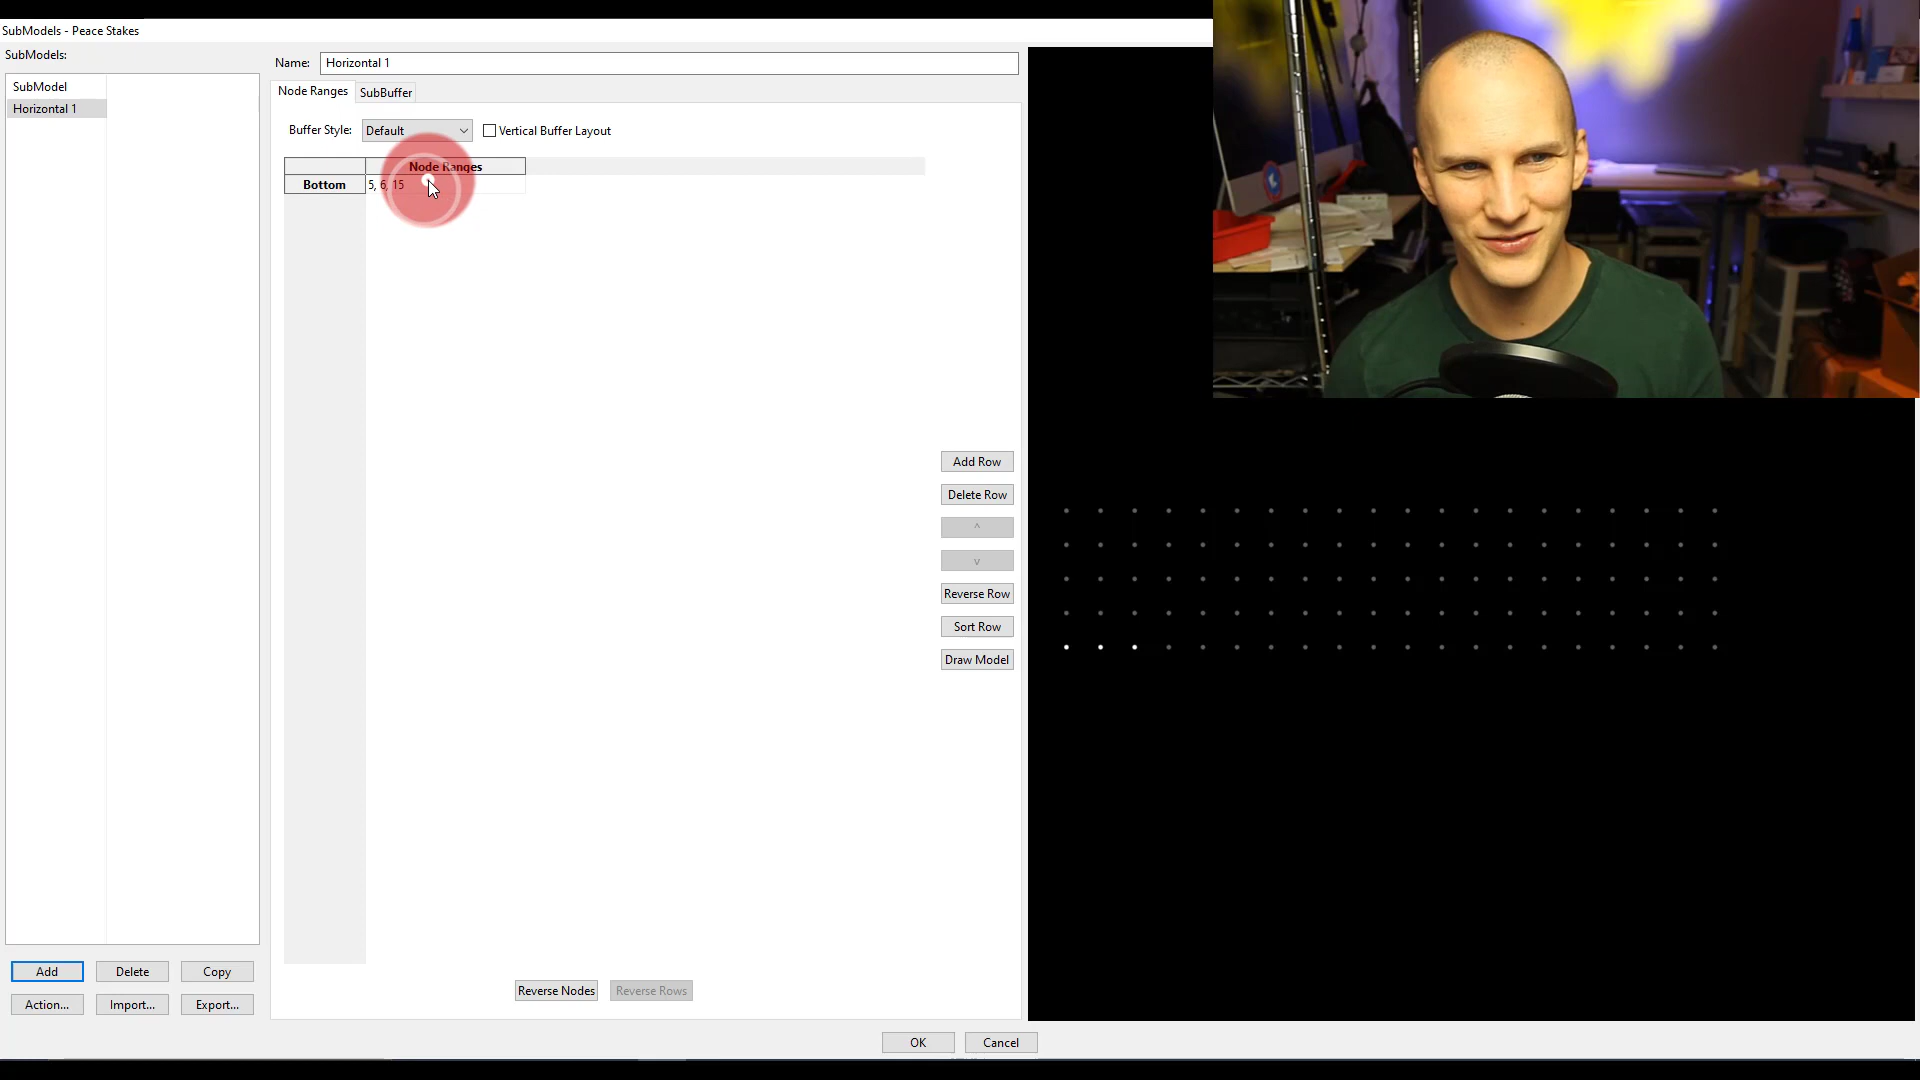 SubModels - Peace Stakes
SubModels:
SubModel
Horizontal 1
Name: Horizontal 1
Node Ranges SubBuffer
Buffer Style: Default Vertical Buffer Layout
Node Ranges
Bottom 5, 6, 15
Add Row
Delete Row
^
v
Reverse Row
Sort Row
Draw Model
Reverse Nodes Reverse Rows
Add Delete Copy
Action... Import... Export...
OK Cancel